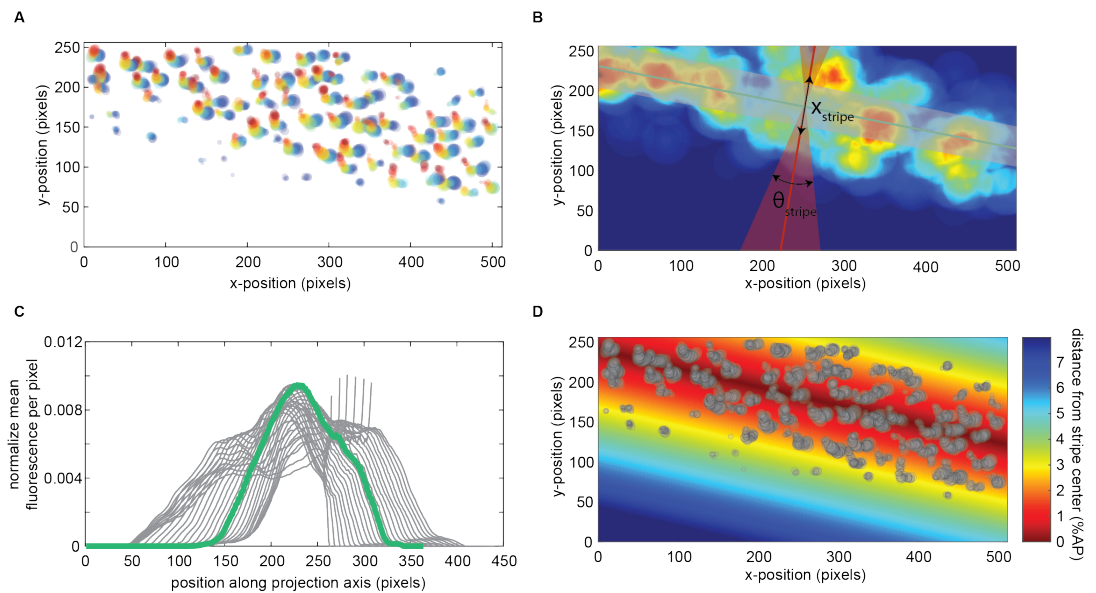 A
250
200
150
100
50
0
y-position (pixels)
0 100 200 300 400 500
x-position (pixels)
B
250
200
150
100
50
0
y-position (pixels)
x stripe
θ stripe
0 100 200 300 400 500
x-position (pixels)
C
0.012
0.008
0.004
0
normalize mean
fluorescence per pixel
0 50 100 150 200 250 300 350 400 450
position along projection axis (pixels)
D
250
200
150
100
50
0
y-position (pixels)
0 100 200 300 400 500
x-position (pixels)
7
6
5
4
3
2
1
0
distance from stripe center (%AP)